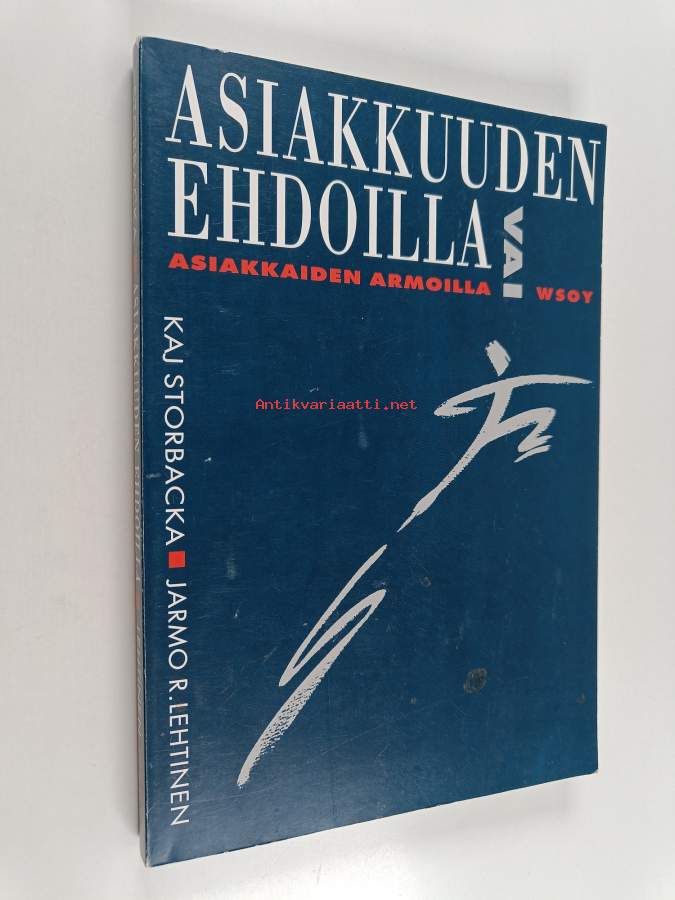 ASIAKKUUDEN
EHDOILLA
VAI
ASIAKKAIDEN ARMOILLA
WSOY
KAJ STORBACKA ■ JARMO R. LEHTINEN
Antikvariaatti.net